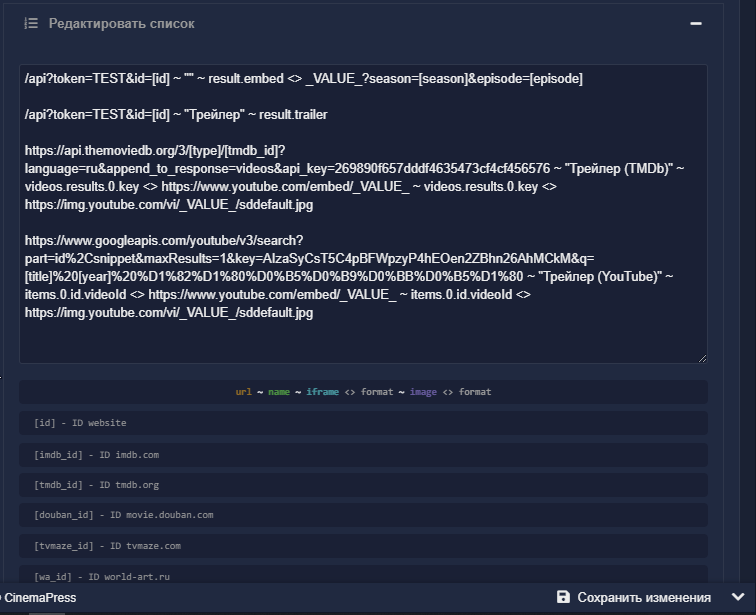 Редактировать список
/api?token=TEST&id=[id] ~ "" ~ result.embed <> _VALUE_?season=[season]&episode=[episode]
/api?token=TEST&id=[id] ~ "Трейлер" ~ result.trailer
https://api.themoviedb.org/3/[type]/[tmdb_id]?
language=ru&append_to_response=videos&api_key=269890f657dddf4635473cf4cf456576 ~ "Трейлер (TMDb)" ~
videos.results.0.key <> https://www.youtube.com/embed/_VALUE_ ~ videos.results.0.key <>
https://img.youtube.com/vi/_VALUE_/sddefault.jpg
https://www.googleapis.com/youtube/v3/search?
part=id%2Csnippet&maxResults=1&key=AIzaSyCsT5C4pBFWpzyP4hEOen2ZBhn26AhMCkM&q=
[title]%20[year]%20%D1%82%D1%80%D0%B5%D0%B9%D0%BB%D0%B5%D1%80 ~ "Трейлер (YouTube)" ~
items.0.id.videoId <> https://www.youtube.com/embed/_VALUE_ ~ items.0.id.videoId <>
https://img.youtube.com/vi/_VALUE_/sddefault.jpg
url ~ name ~ iframe <> format ~ image <> format
[id] - ID website
[imdb_id] - ID imdb.com
[tmdb_id] - ID tmdb.org
[douban_id] - ID movie.douban.com
[tvmaze_id] - ID tvmaze.com
[wa_id] - ID world-art.ru
CinemaPress
Сохранить изменения